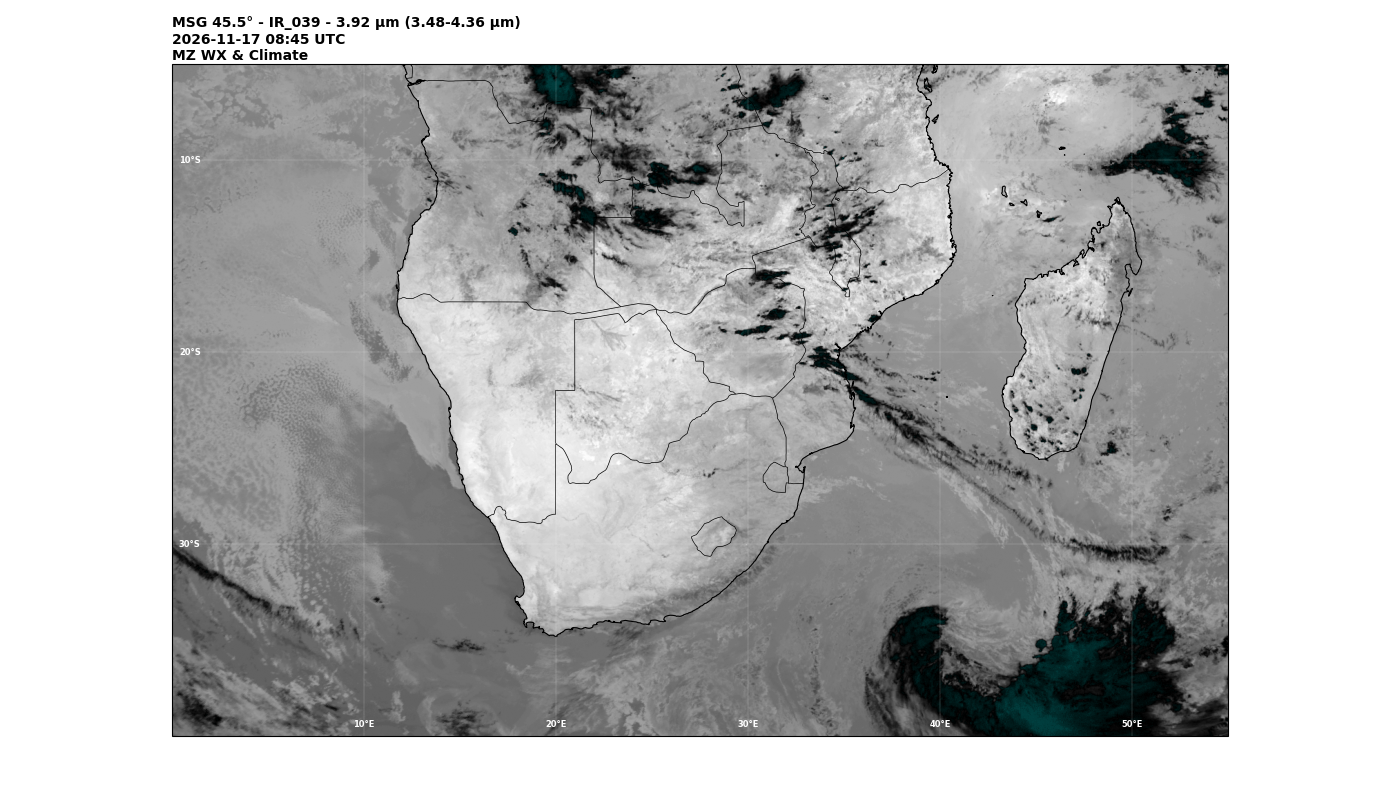 MSG 45.5° - IR_039 - 3.92 µm (3.48-4.36 µm)
2026-11-17 08:45 UTC
MZ WX & Climate
10°S
20°S
30°S
10°E 20°E 30°E 40°E 50°E